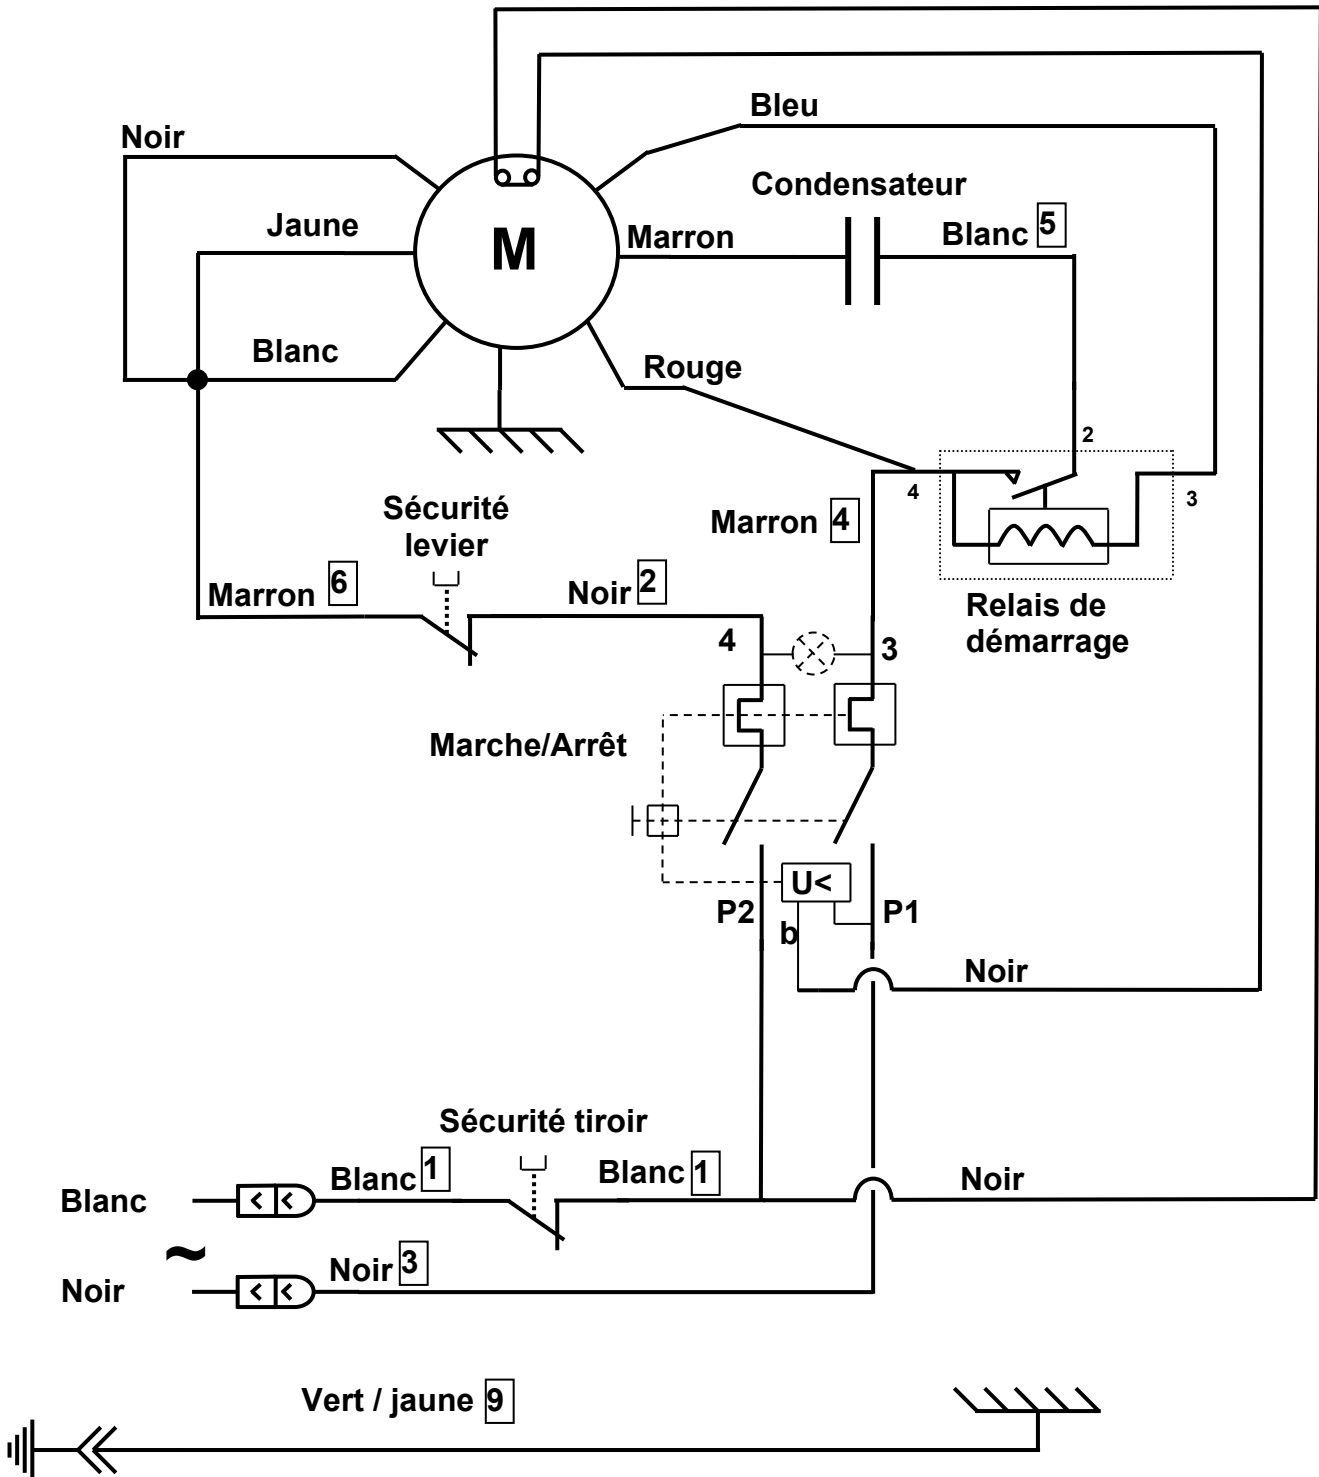 Bleu
Noir
Condensateur
Jaune
M
Marron
Blanc 5
Blanc
Rouge
2
4
3
Sécurité
levier
Marron 4
Marron 6
Noir 2
Relais de
démarrage
4
3
Marche/Arrêt
U<
P2
b
P1
Noir
Sécurité tiroir
Blanc 1
Blanc 1
Noir
Blanc
~
Noir 3
Noir
Vert / jaune 9